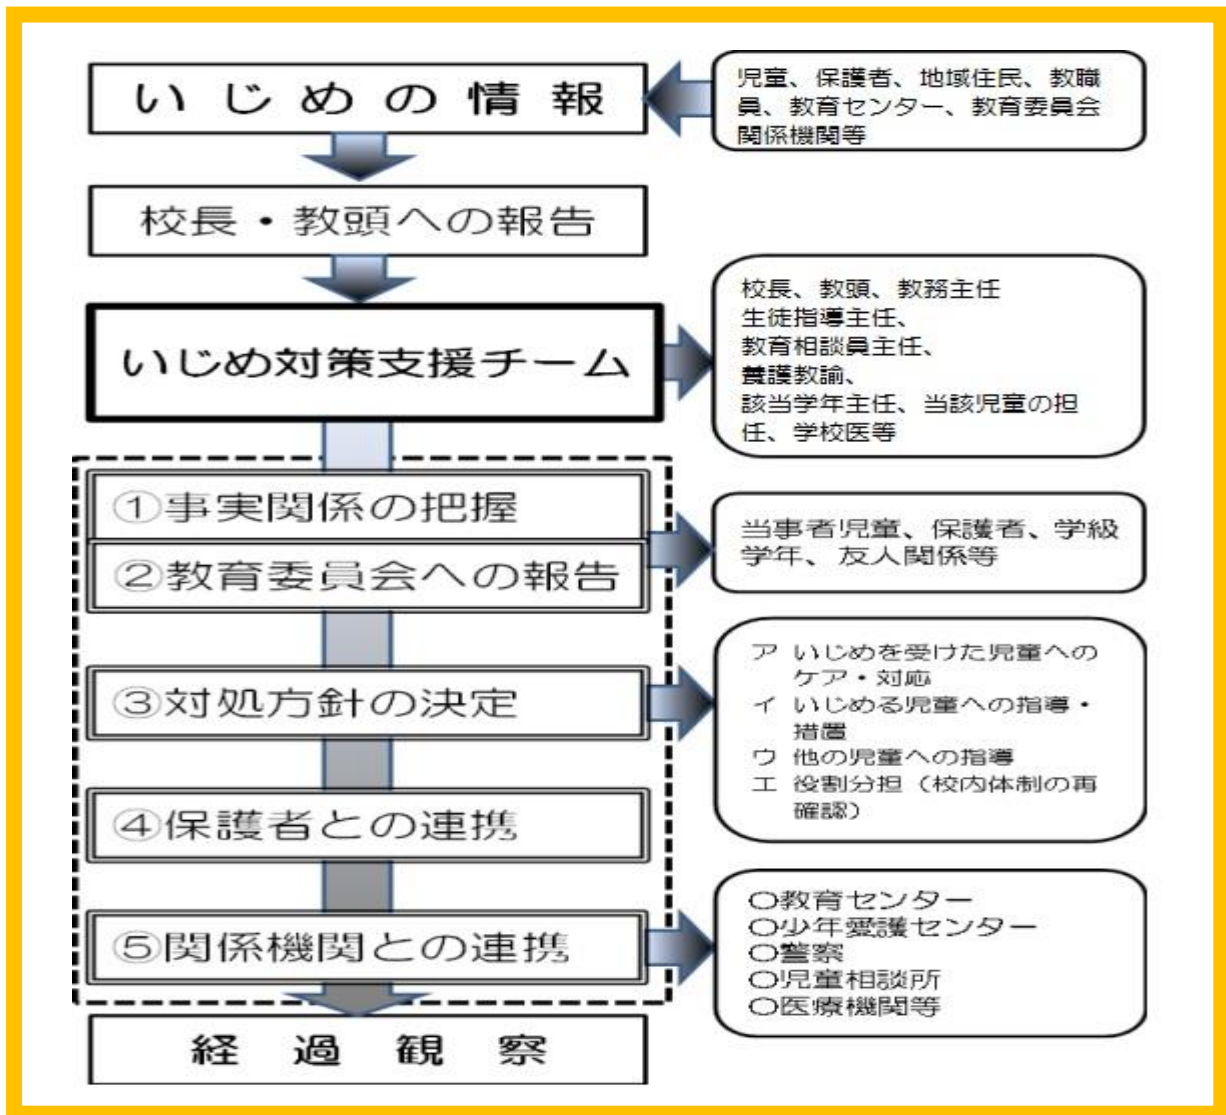 いじめの情報
児童、保護者、地域住民、教職
員、教育センター、教育委員会
関係機関等
校長・教頭への報告
いじめ対策支援チーム
校長、教頭、教務主任
生徒指導主任、
教育相談員主任、
養護教諭、
該当学年主任、当該児童の担
任、学校医等
①事実関係の把握
②教育委員会への報告
当事者児童、保護者、学級
学年、友人関係等
③対処方針の決定
ア いじめを受けた児童への
ケア・対応
イ いじめる児童への指導・
措置
ウ 他の児童への指導
エ 役割分担（校内体制の再
確認）
④保護者との連携
⑤関係機関との連携
〇教育センター
〇少年愛護センター
〇警察
〇児童相談所
〇医療機関等
経過観察